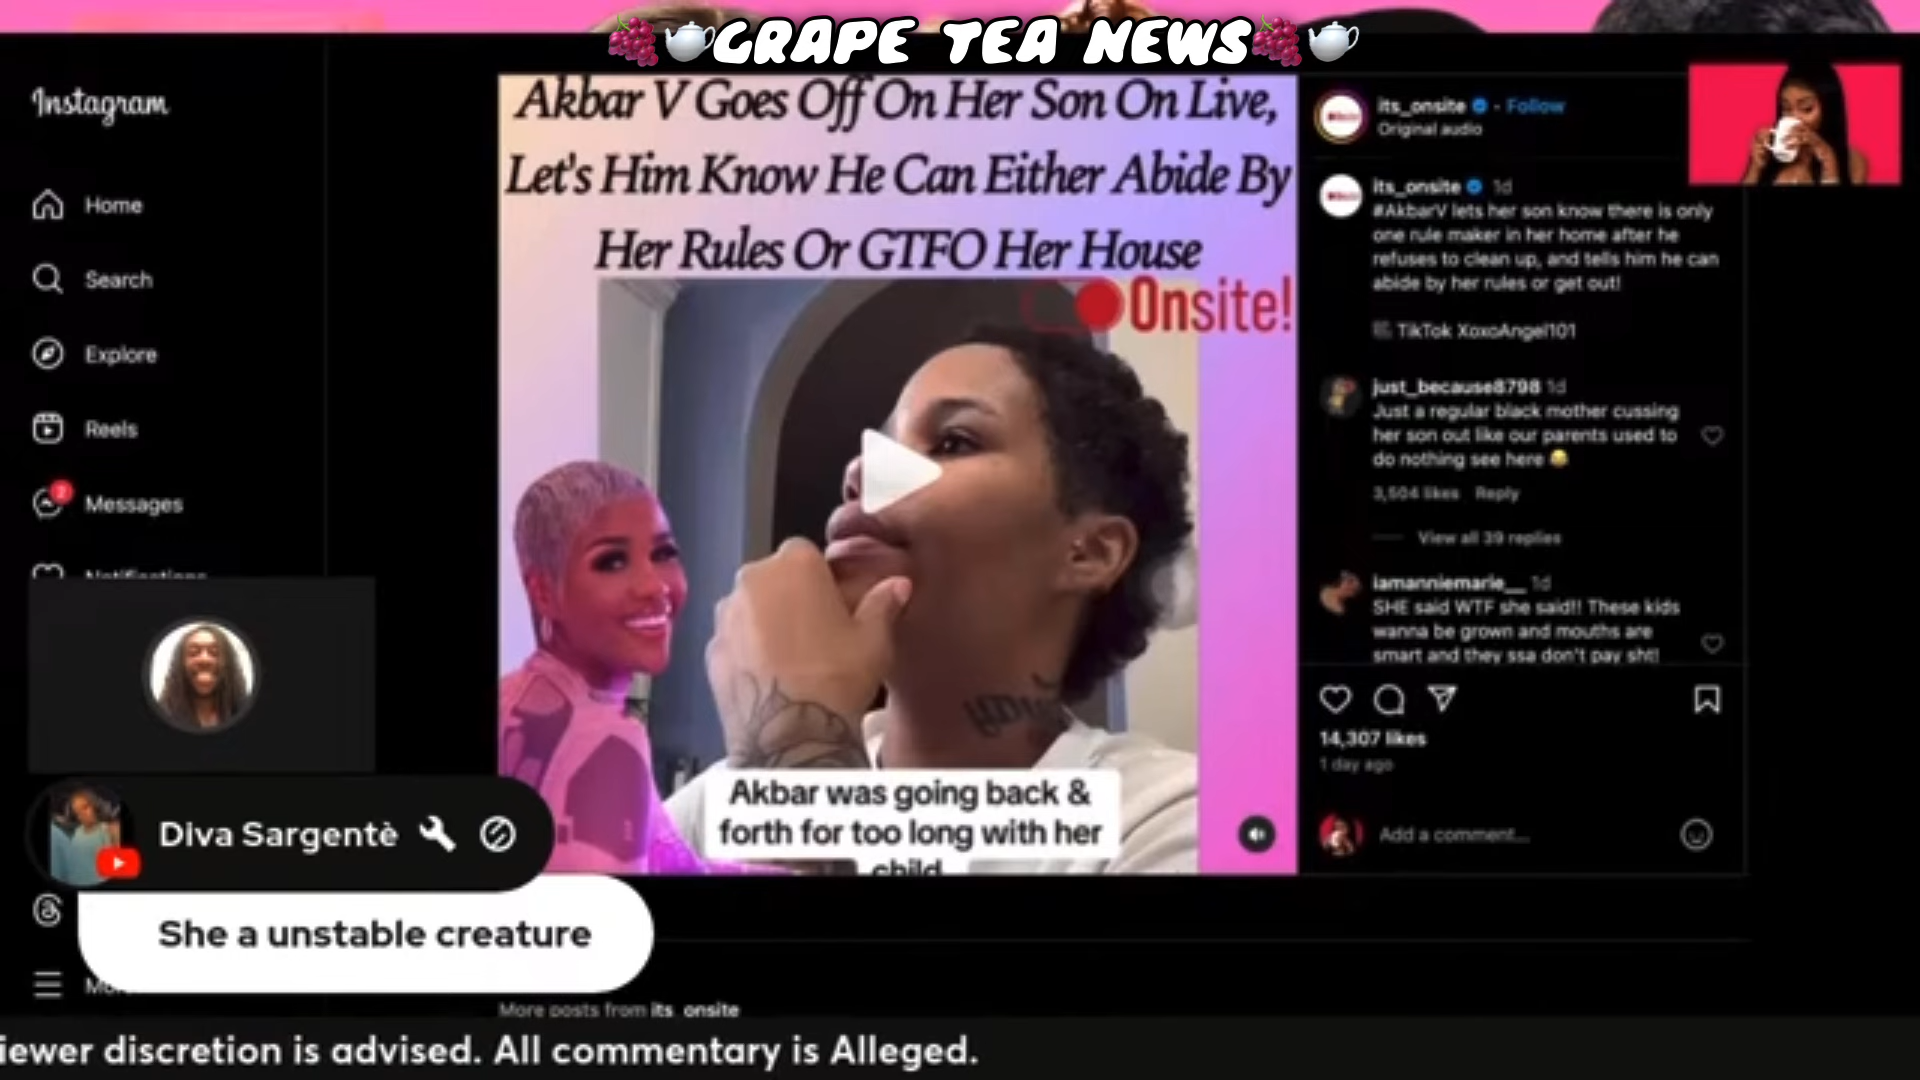 GRAPE TEA NEWS
Instagram
Home
Search
Explore
Reels
2
Messages
Notifications
Akbar V Goes Off On Her Son On Live,
Let's Him Know He Can Either Abide By
Her Rules Or GTFO Her House
Onsite!
Akbar was going back &
forth for too long with her
child
its_onsite - Follow
Original audio
its_onsite 1d
#AkbarV lets her son know there is only
one rule maker in her home after he
refuses to clean up, and tells him he can
abide by her rules or get out!
TikTok XoxoAngel101
just_because8798 1d
Just a regular black mother cussing
her son out like our parents used to
do nothing see here 😂
3,504 likes Reply
View all 39 replies
iamanniemarie__ 1d
SHE said WTF she said!! These kids
wanna be grown and mouths are
smart and they ssa don't pay sht!
14,307 likes
1 day ago
Add a comment...
Diva Sargentè
She a unstable creature
More posts from its_onsite
iewer discretion is advised. All commentary is Alleged.